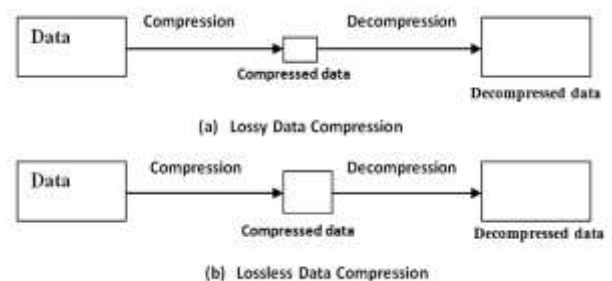 Data
Compression
Decompression
Compressed data
Decompressed data
(a) Lossy Data Compression
Data
Compression
Decompression
Compressed data
Decompressed data
(b) Lossless Data Compression